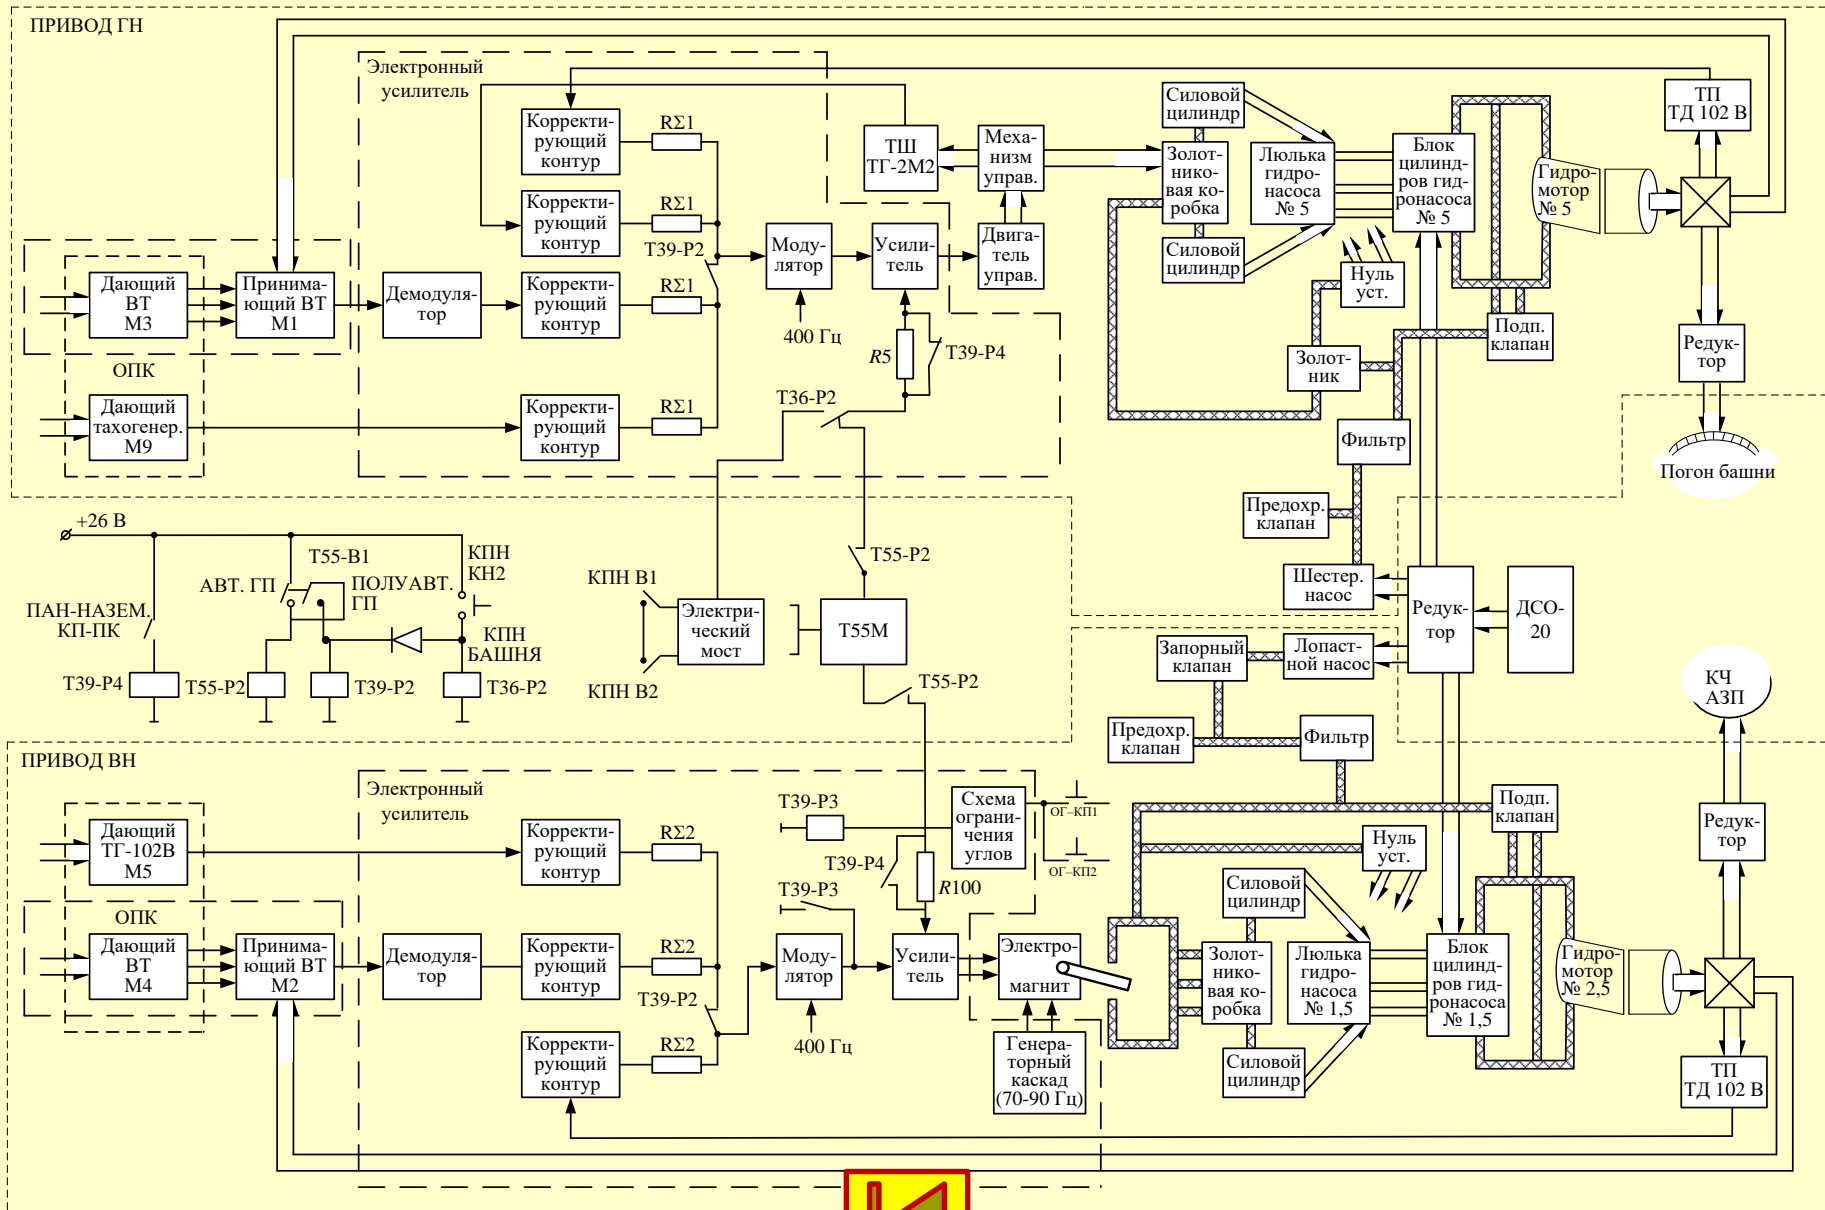 ПРИВОД ГН
Электронный
усилитель
Корректи-
рующий
контур
RΣ1
ТШ
ТГ-2М2
Меха-
низм
управ.
Силовой
цилиндр
Золот-
нико-
вая ко-
робка
Силовой
цилиндр
Люлька
гидро-
насоса
№ 5
Блок
цилинд-
ров гид-
ронасоса
№ 5
Гидро-
мотор
№ 5
ТП
ТД 102 В
Корректи-
рующий
контур
RΣ1
Т39-Р2
Моду-
лятор
400 Гц
Усили-
тель
Двига-
тель
управ.
Нуль
уст.
Дающий
ВТ
М3
Принима-
ющий ВТ
М1
Демодуля-
тор
Корректи-
рующий
контур
RΣ1
R5
Т39-Р4
Золот-
ник
Подп.
клапан
Редук-
тор
ОПК
Дающий
тахогенер.
М9
Корректи-
рующий
контур
RΣ1
Т36-Р2
Фильтр
Погон башни
Предохр.
клапан
+26 В
Т55-В1
АВТ. ГП
ПОЛУАВТ.
ГП
КПН
КН2
ПАН-НАЗЕМ.
КП-ПК
КПН
БАШНЯ
Т39-Р4
Т55-Р2
Т39-Р2
Т36-Р2
КПН В1
КПН В2
Электри-
ческий
мост
Т55М
Т55-Р2
Т55-Р2
Шестер.
насос
Редук-
тор
ДСО-
20
Запорный
клапан
Лопаст-
ной насос
Предохр.
клапан
Фильтр
КЧ
АЗП
ПРИВОД ВН
Электронный
усилитель
Дающий
ТГ-102В
М5
Корректи-
рующий
контур
RΣ2
Т39-Р3
Схема
ограни-
чения
углов
ОГ–КП1
ОГ–КП2
Т39-Р4
R100
Т39-Р3
Нуль
уст.
Подп.
клапан
Редук-
тор
ОПК
Дающий
ВТ
М4
Принима-
ющий ВТ
М2
Демодуля-
тор
Корректи-
рующий
контур
RΣ2
Т39-Р2
Моду-
лятор
400 Гц
Усили-
тель
Электро-
магнит
Силовой
цилиндр
Золот-
нико-
вая ко-
робка
Силовой
цилиндр
Люлька
гидро-
насоса
№ 1,5
Блок
цилинд-
ров гид-
ронасоса
№ 1,5
Гидро-
мотор
№ 2,5
Корректи-
рующий
контур
RΣ2
Генера-
торный
каскад
(70-90 Гц)
ТП
ТД 102 В